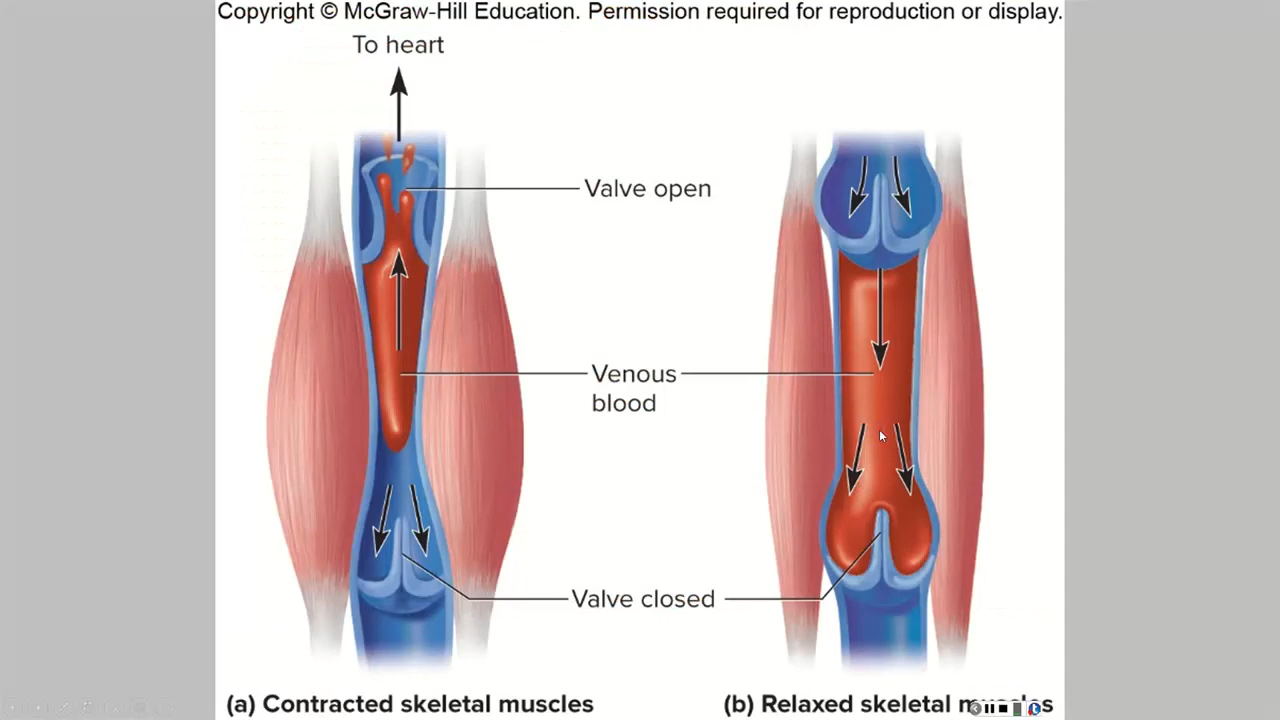 Copyright © McGraw-Hill Education. Permission required for reproduction or display.
To heart
Valve open
Venous
blood
Valve closed
(a) Contracted skeletal muscles
(b) Relaxed skeletal